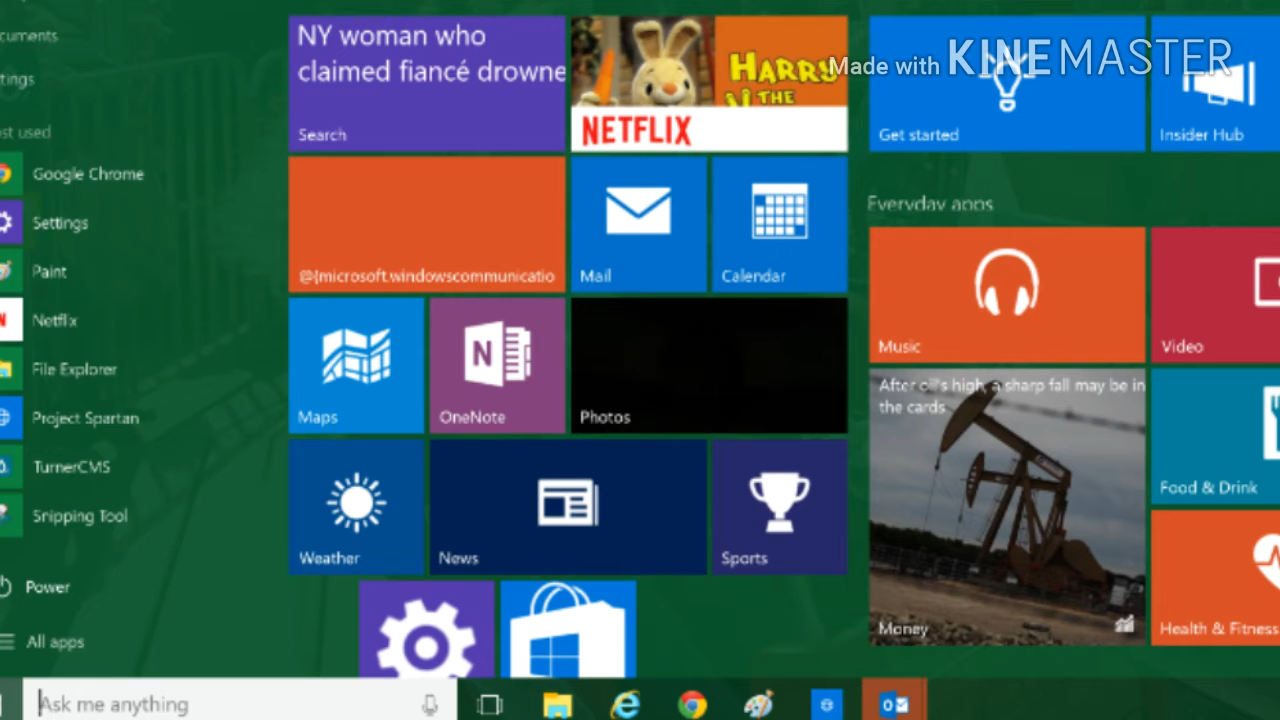 cuments
tings
st used
Google Chrome
Settings
Paint
Netflix
File Explorer
Project Spartan
TurnerCMS
Snipping Tool
Power
All apps
Ask me anything
NY woman who
claimed fiancé drowne
Search
HARRY
THE
NETFLIX
@{microsoft.windowscommunicatio
Mail
Calendar
Maps
N
OneNote
Photos
Weather
News
Sports
Made with KINEMASTER
Get started
Insider Hub
Everyday apps
Music
Video
After oil's high, a sharp fall may be in
the cards
Money
Food & Drink
Health & Fitness